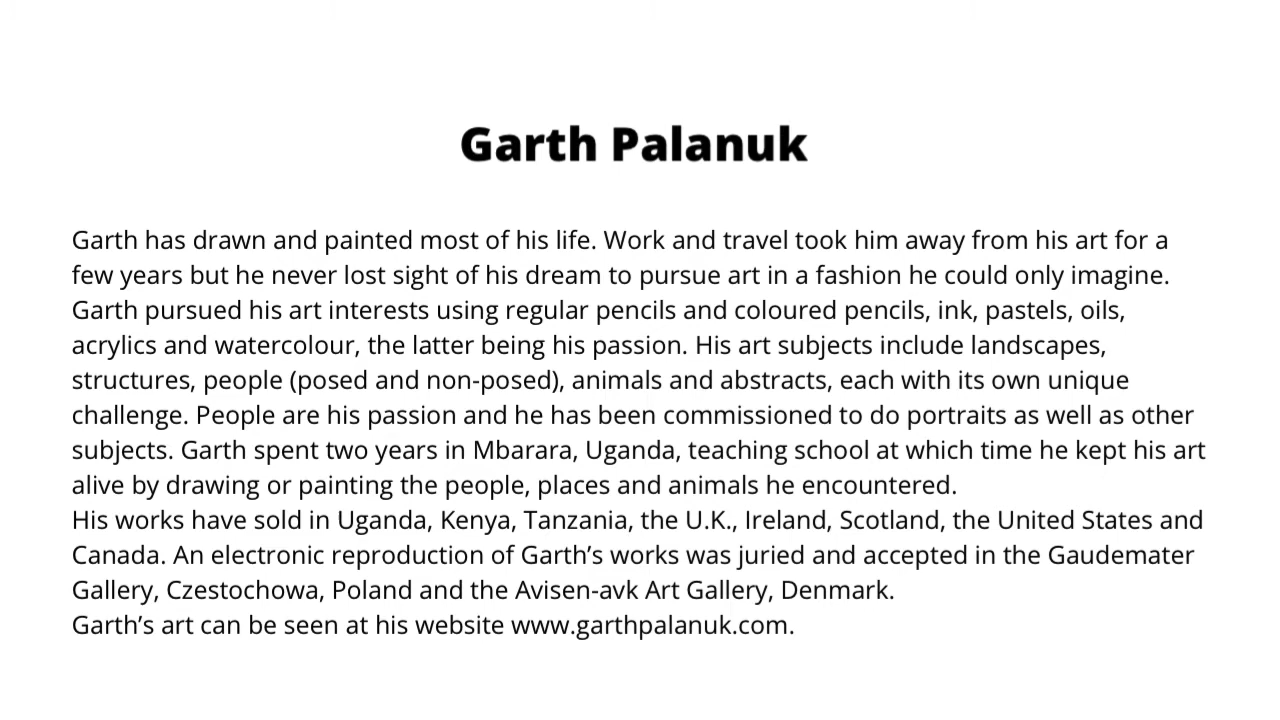 Garth Palanuk
Garth has drawn and painted most of his life. Work and travel took him away from his art for a
few years but he never lost sight of his dream to pursue art in a fashion he could only imagine.
Garth pursued his art interests using regular pencils and coloured pencils, ink, pastels, oils,
acrylics and watercolour, the latter being his passion. His art subjects include landscapes,
structures, people (posed and non-posed), animals and abstracts, each with its own unique
challenge. People are his passion and he has been commissioned to do portraits as well as other
subjects. Garth spent two years in Mbarara, Uganda, teaching school at which time he kept his art
alive by drawing or painting the people, places and animals he encountered.
His works have sold in Uganda, Kenya, Tanzania, the U.K., Ireland, Scotland, the United States and
Canada. An electronic reproduction of Garth’s works was juried and accepted in the Gaudemater
Gallery, Czestochowa, Poland and the Avisen-avk Art Gallery, Denmark.
Garth’s art can be seen at his website www.garthpalanuk.com.